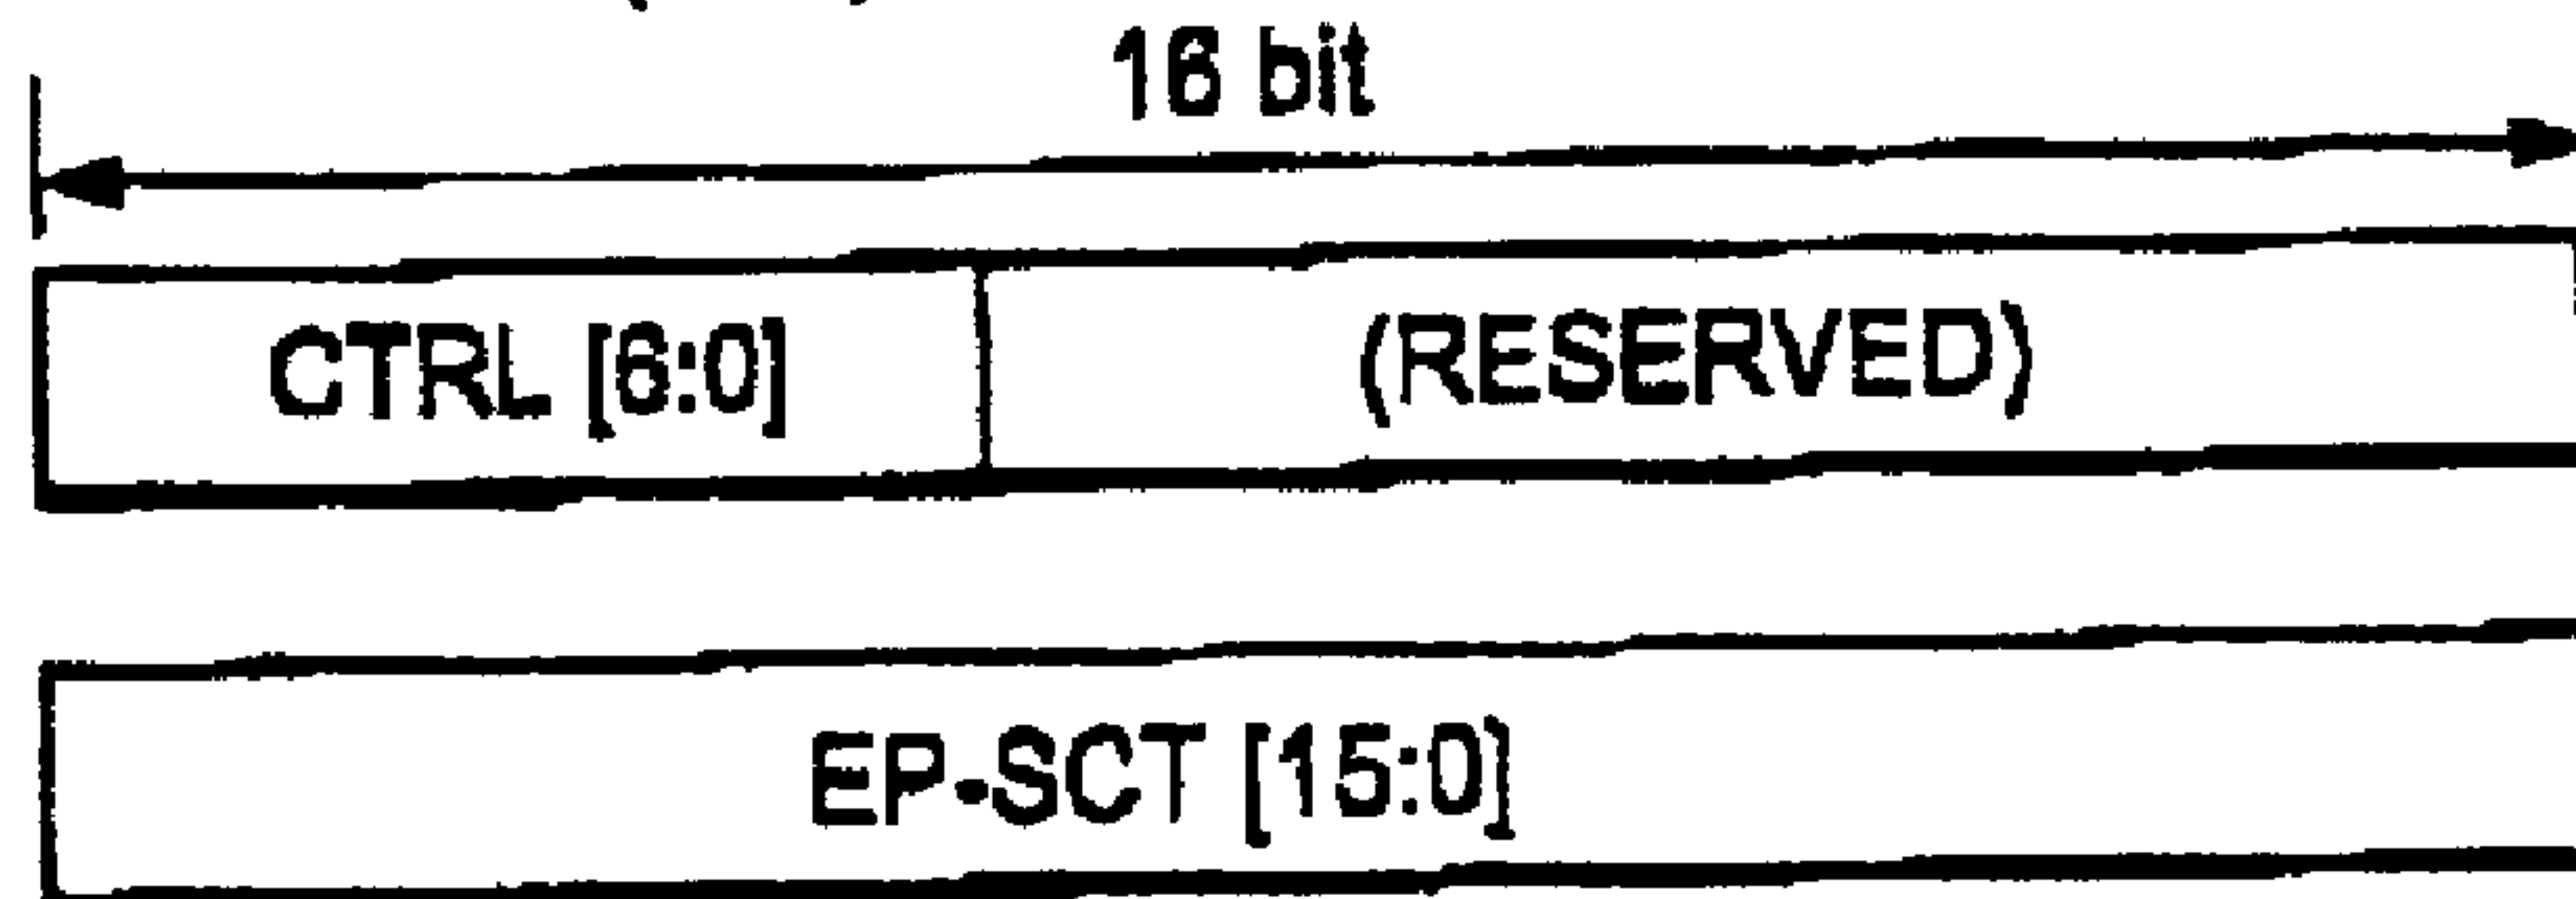 16 bit
CTRL [6:0] (RESERVED)
EP-SCT [15:0]